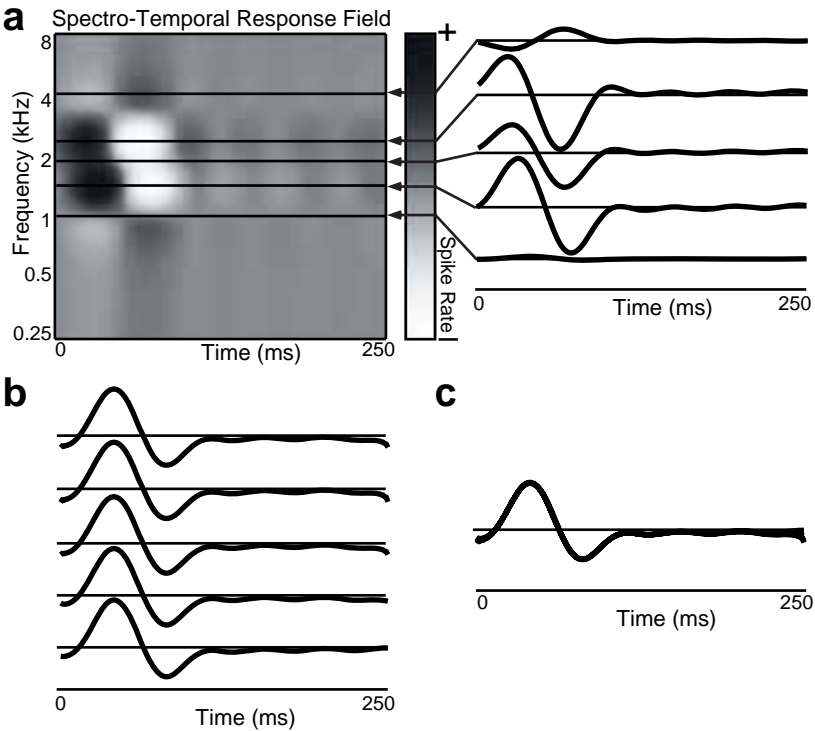 a
Spectro-Temporal Response Field
8
4
2
1
0.5
0.25
Frequency (kHz)
0
250
Time (ms)
+
Spike Rate
0
250
Time (ms)
b
0
250
Time (ms)
c
0
250
Time (ms)